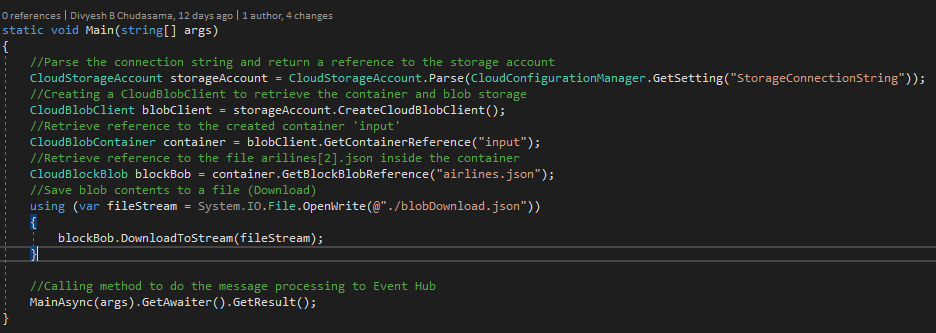 0 references | Divyesh B Chudasama, 12 days ago | 1 author, 4 changes
static void Main(string[] args)
{
//Parse the connection string and return a reference to the storage account
CloudStorageAccount storageAccount = CloudStorageAccount.Parse(CloudConfigurationManager.GetSetting("StorageConnectionString"));
//Creating a CloudBlobClient to retrieve the container and blob storage
CloudBlobClient blobClient = storageAccount.CreateCloudBlobClient();
//Retrieve reference to the created container 'input'
CloudBlobContainer container = blobClient.GetContainerReference("input");
//Retrieve reference to the file arilines[2].json inside the container
CloudBlockBlob blockBob = container.GetBlockBlobReference("airlines.json");
//Save blob contents to a file (Download)
using (var fileStream = System.IO.File.OpenWrite(@"./blobDownload.json"))
{
blockBob.DownloadToStream(fileStream);
}
//Calling method to do the message processing to Event Hub
MainAsync(args).GetAwaiter().GetResult();
}